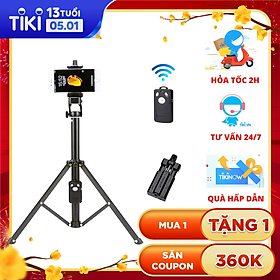 TIKI 13 TUỔI
05.01
HỎA TỐC 2H
TƯ VẤN 24/7
TIKINOW
QUÀ HẤP DẪN
MUA 1
TẶNG 1
SĂN
COUPON
360K